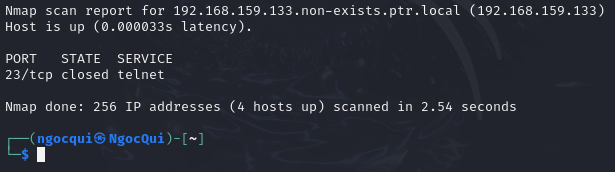 Nmap scan report for 192.168.159.133.non-exists.ptr.local (192.168.159.133)
Host is up (0.000033s latency).
PORT   STATE  SERVICE
23/tcp closed telnet
Nmap done: 256 IP addresses (4 hosts up) scanned in 2.54 seconds
┌──(ngocqui㉿NgocQui)-[~]
└─$